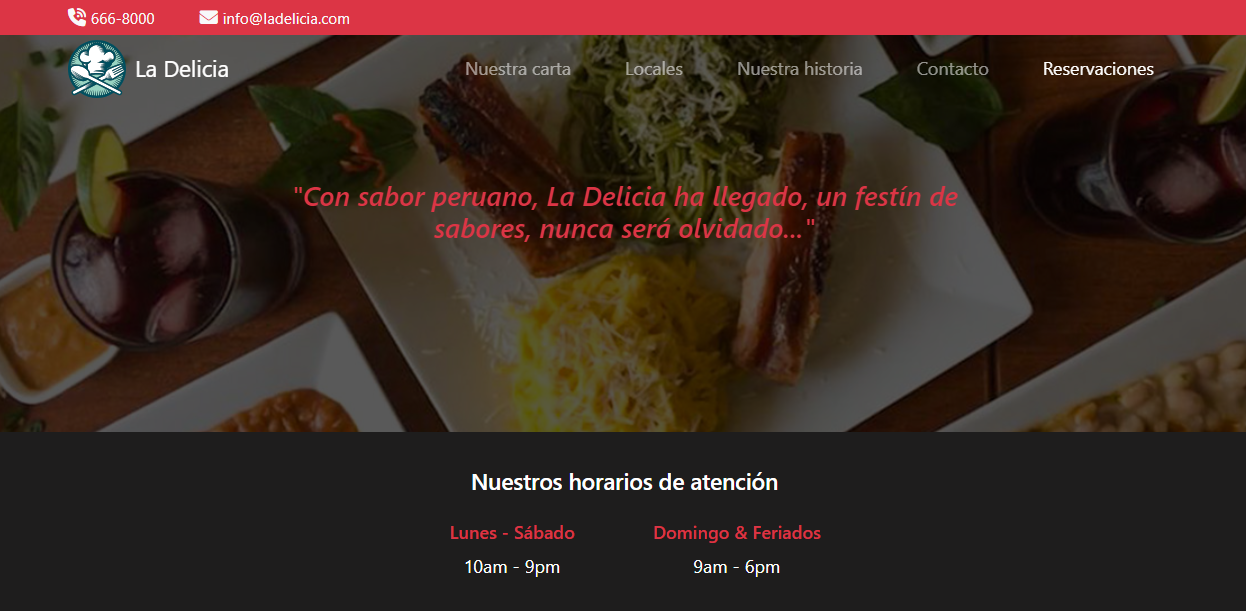 666-8000 info@ladelicia.com
La Delicia Nuestra carta Locales Nuestra historia Contacto Reservaciones
"Con sabor peruano, La Delicia ha llegado, un festín de
sabores, nunca será olvidado..."
Nuestros horarios de atención
Lunes - Sábado Domingo & Feriados
10am - 9pm 9am - 6pm